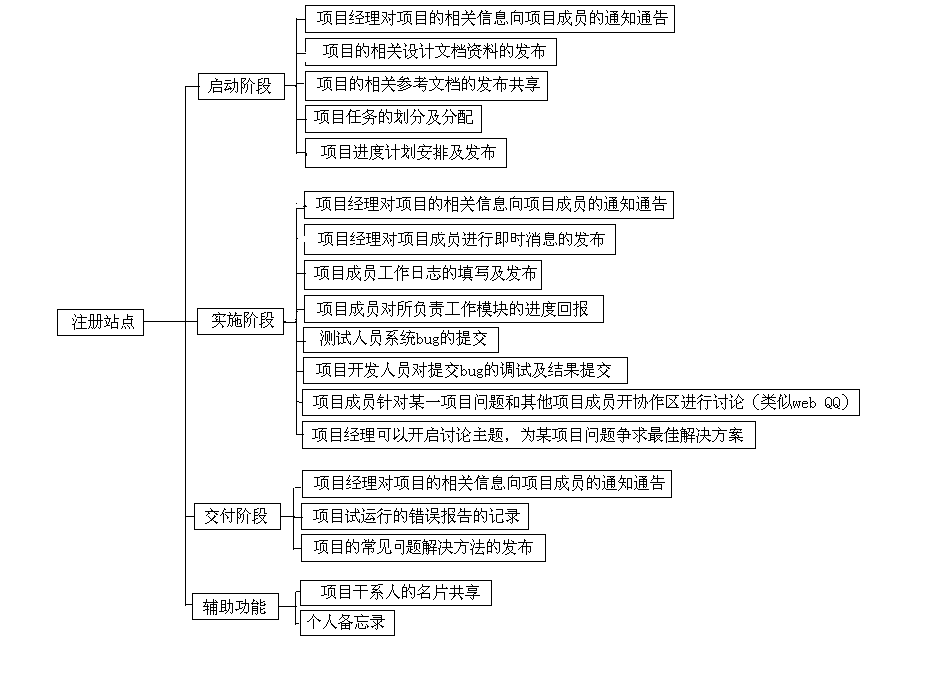 注册站点
启动阶段
项目经理对项目的相关信息向项目成员的通知通告
项目的相关设计文档资料的发布
项目的相关参考文档的发布共享
项目任务的划分及分配
项目进度计划安排及发布
实施阶段
项目经理对项目的相关信息向项目成员的通知通告
项目经理对项目成员进行即时消息的发布
项目成员工作日志的填写及发布
项目成员对所负责工作模块的进度回报
测试人员系统bug的提交
项目开发人员对提交bug的调试及结果提交
项目成员针对某一项目问题和其他项目成员开协作区进行讨论（类似web QQ）
项目经理可以开启讨论主题，为某项目问题争求最佳解决方案
交付阶段
项目经理对项目的相关信息向项目成员的通知通告
项目试运行的错误报告的记录
项目的常见问题解决方法的发布
辅助功能
项目干系人的名片共享
个人备忘录